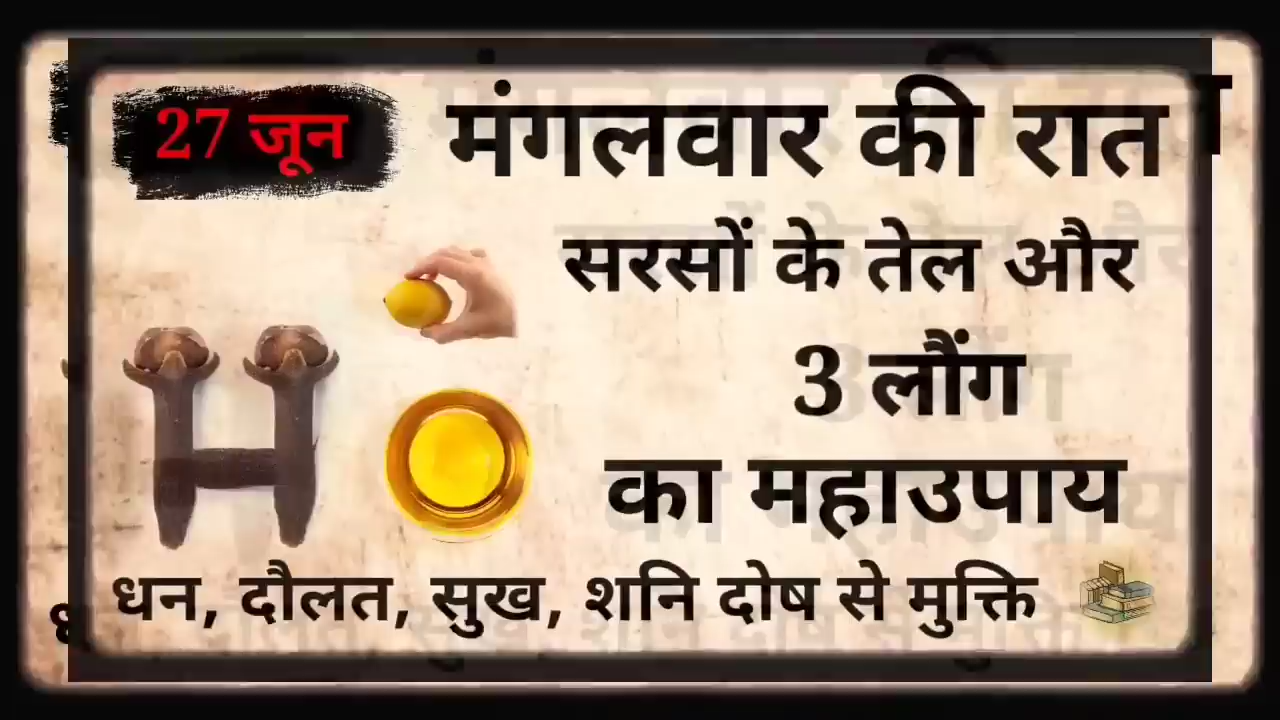 27 जून
मंगलवार की रात
सरसों के तेल और
3 लौंग
का महाउपाय
धन, दौलत, सुख, शनि दोष से मुक्ति